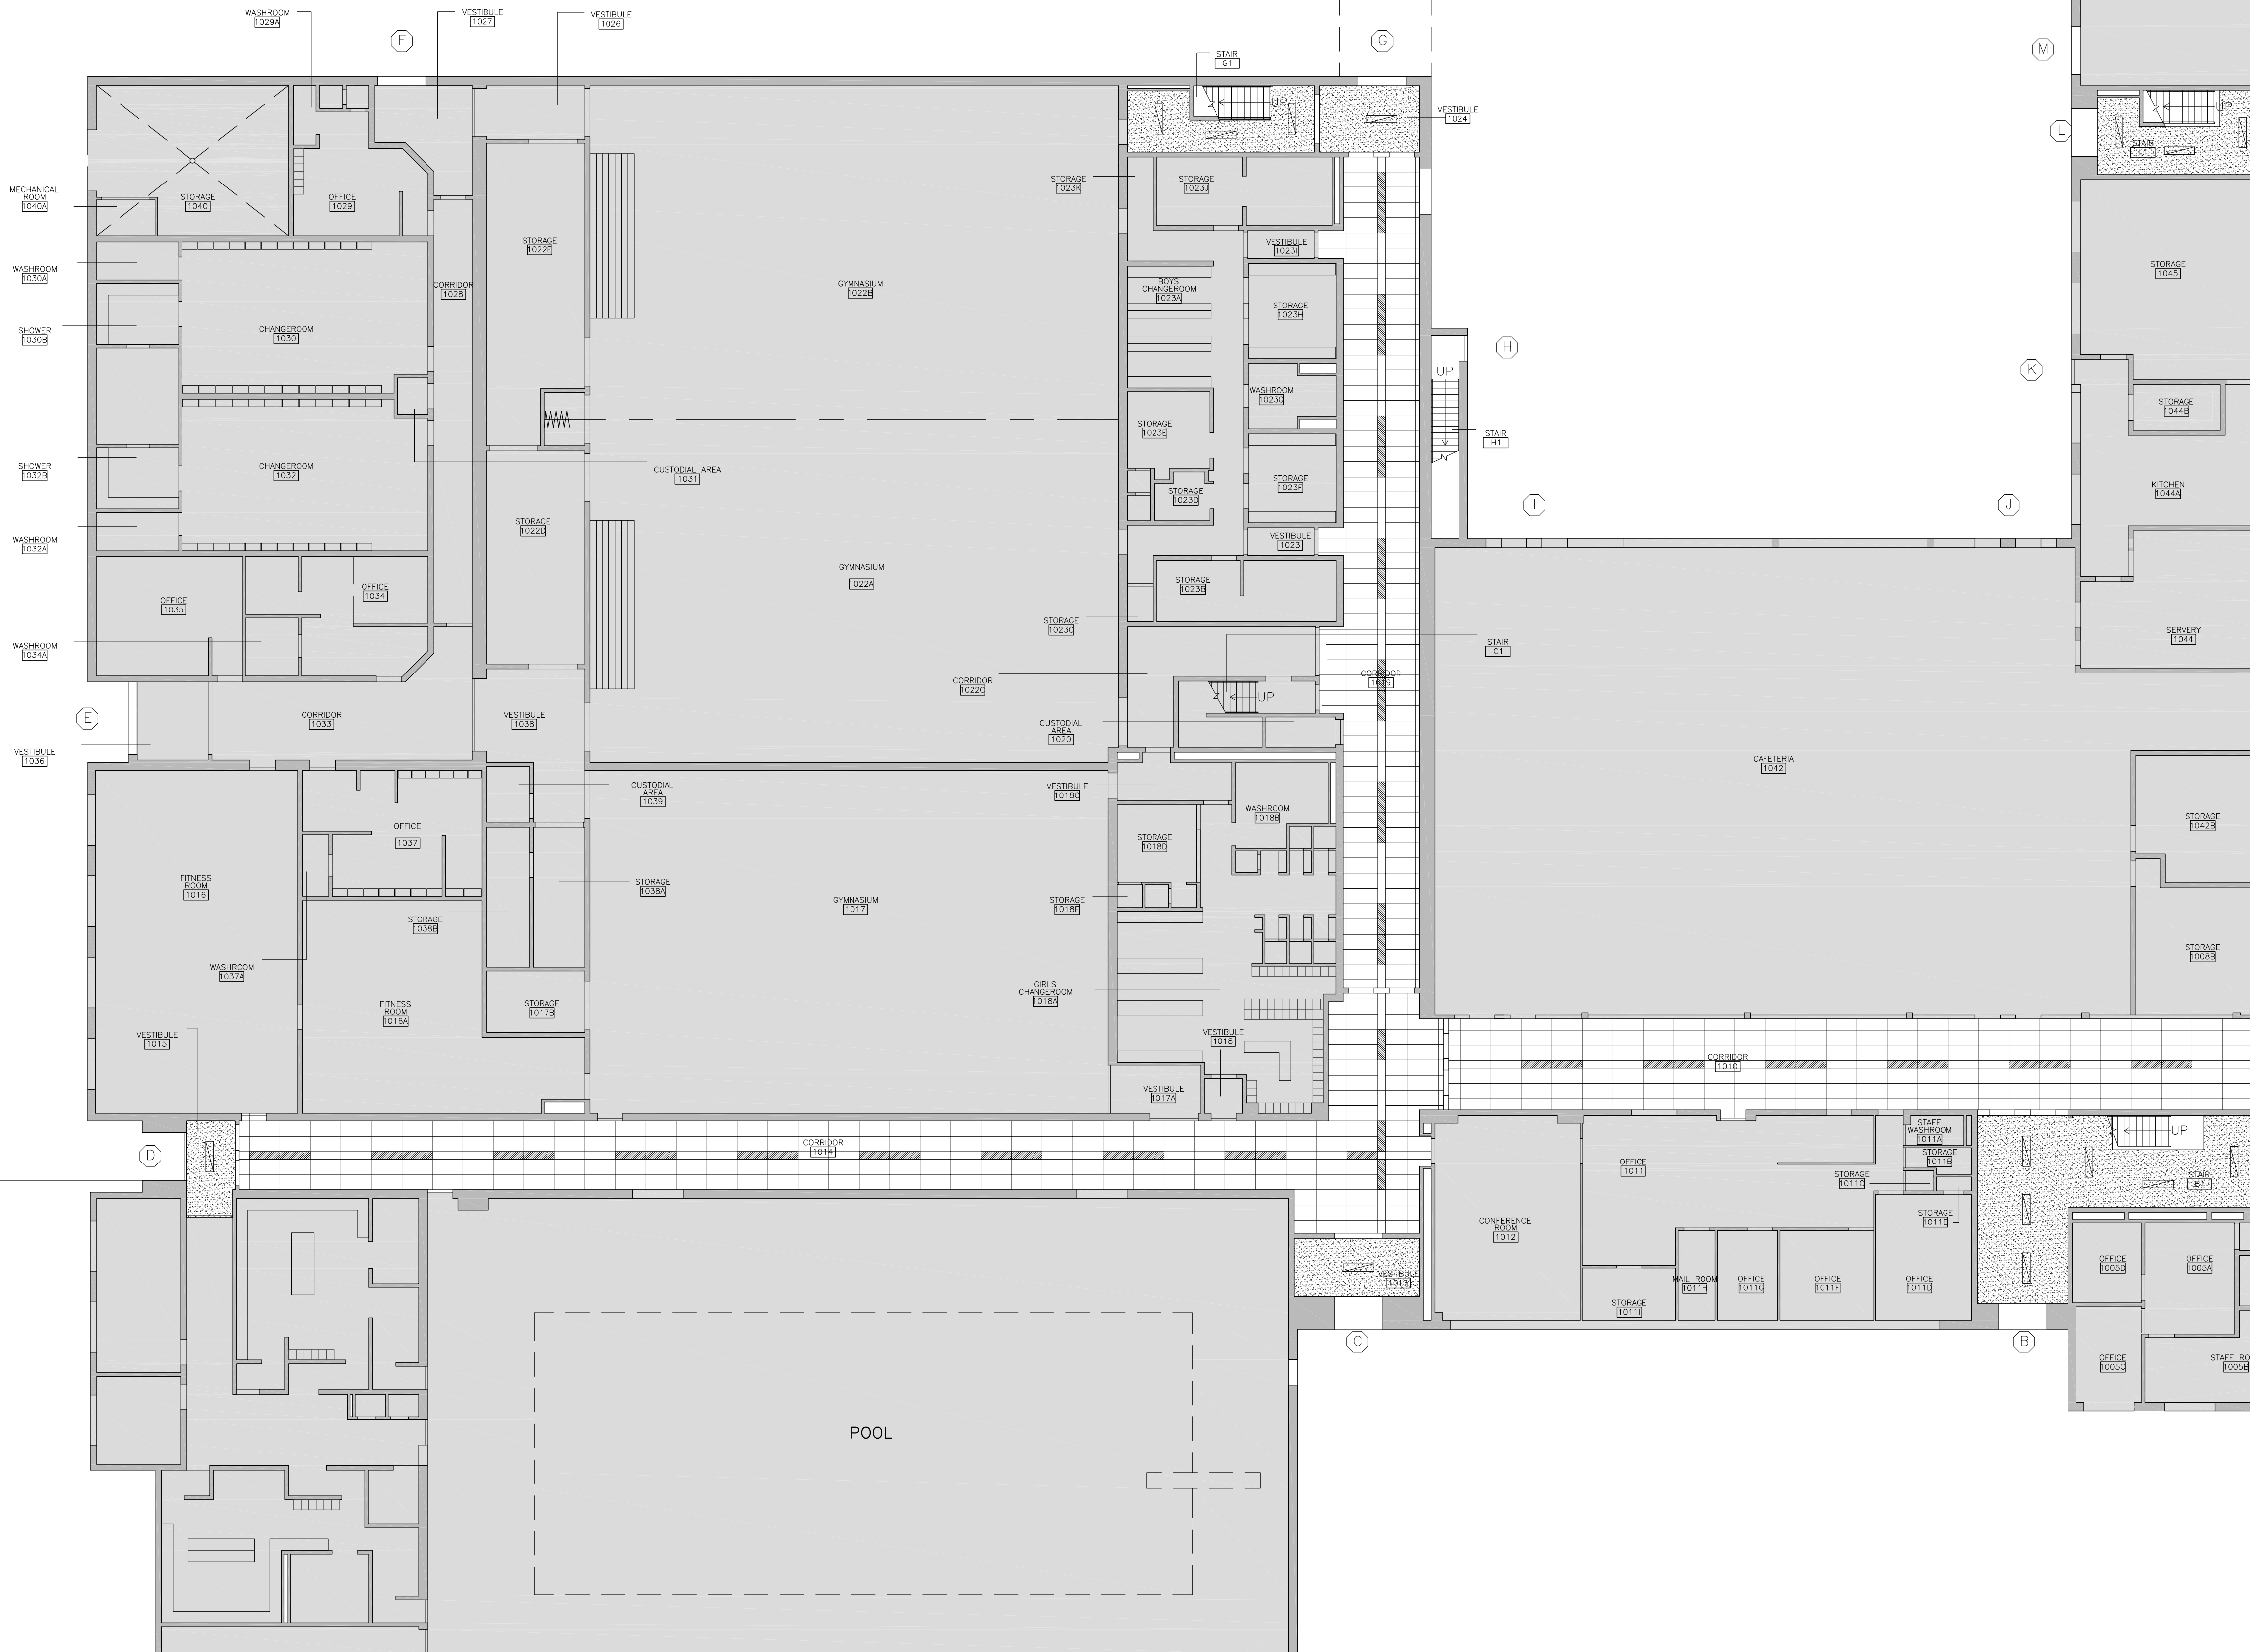 WASHROOM
1029A
VESTIBULE
1027
VESTIBULE
1026
F
G
M
STAIR
G1
UP
VESTIBULE
1024
UP
L
STAIR
L1
MECHANICAL
ROOM
1040A
STORAGE
1040
OFFICE
1029
STORAGE
1023K
STORAGE
1023J
STORAGE
1022E
VESTIBULE
1023I
WASHROOM
1030A
CORRIDOR
1028
GYMNASIUM
1022B
BOYS
CHANGEROOM
1023A
STORAGE
1023H
STORAGE
1045
SHOWER
1030B
CHANGEROOM
1030
H
K
UP
WASHROOM
1023G
STORAGE
1044B
STORAGE
1023E
STAIR
H1
SHOWER
1032B
CHANGEROOM
1032
CUSTODIAL AREA
1031
STORAGE
1023D
STORAGE
1023F
KITCHEN
1044A
I
J
WASHROOM
1032A
STORAGE
1022D
VESTIBULE
1023
GYMNASIUM
1022A
OFFICE
1035
OFFICE
1034
STORAGE
1023B
STORAGE
1023C
WASHROOM
1034A
STAIR
C1
SERVERY
1044
CORRIDOR
1022C
CORRIDOR
1019
UP
E
CORRIDOR
1033
VESTIBULE
1038
CUSTODIAL
AREA
1020
VESTIBULE
1036
CAFETERIA
1042
CUSTODIAL
AREA
1039
VESTIBULE
1018C
WASHROOM
1018B
OFFICE
1037
STORAGE
1018D
STORAGE
1042B
FITNESS
ROOM
1016
STORAGE
1038A
GYMNASIUM
1017
STORAGE
1018E
STORAGE
1038B
STORAGE
1008B
WASHROOM
1037A
GIRLS
CHANGEROOM
1018A
FITNESS
ROOM
1016A
STORAGE
1017B
VESTIBULE
1015
VESTIBULE
1018
CORRIDOR
1010
VESTIBULE
1017A
D
CORRIDOR
1014
STAFF
WASHROOM
1011A
UP
OFFICE
1011
STORAGE
1011B
STORAGE
1011C
STAIR
B1
CONFERENCE
ROOM
1012
STORAGE
1011E
VESTIBULE
1013
MAIL ROOM
1011H
OFFICE
1011G
OFFICE
1011F
OFFICE
1011D
OFFICE
1005D
OFFICE
1005A
STORAGE
1011I
C
B
OFFICE
1005C
STAFF RO
1005B
POOL